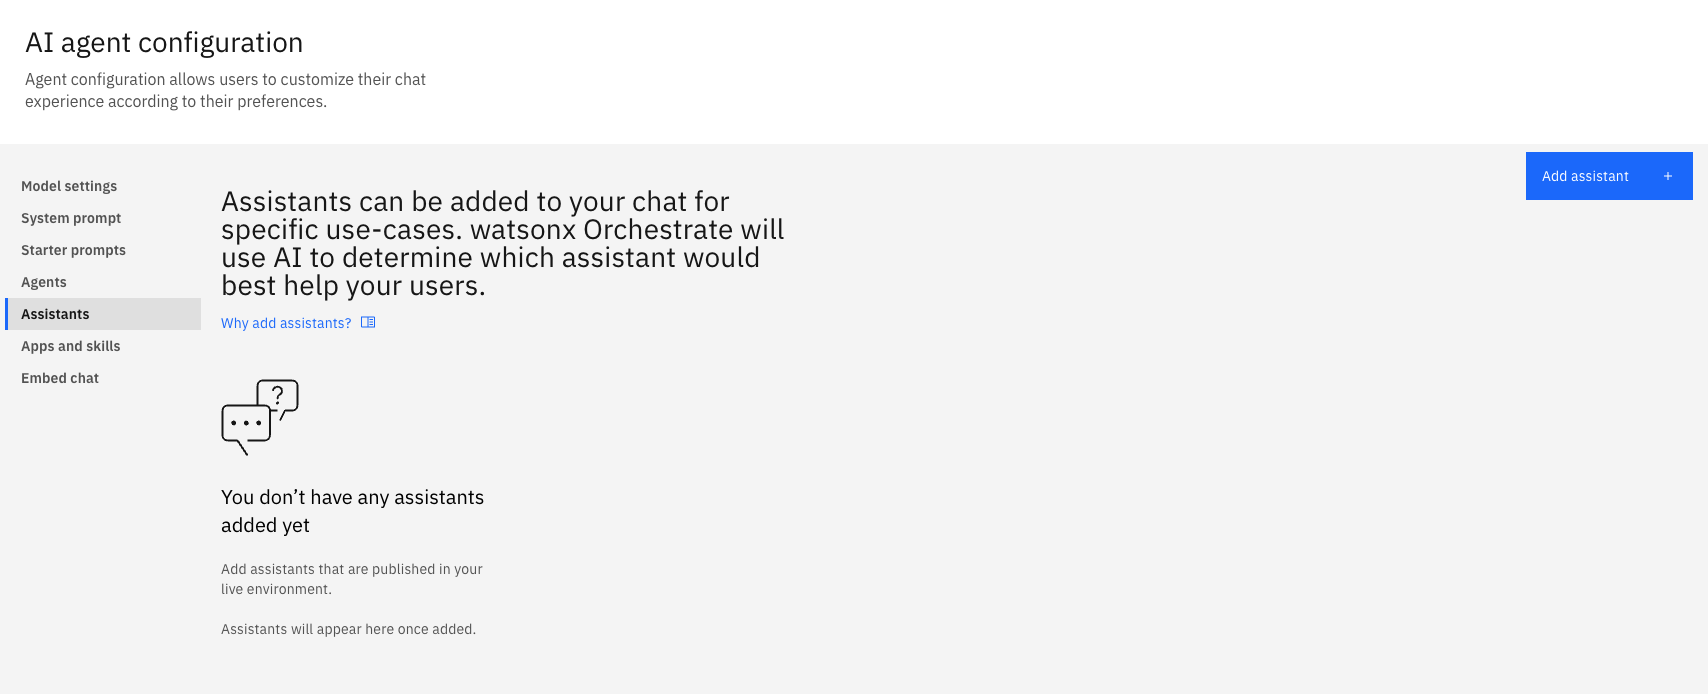 AI agent configuration
Agent configuration allows users to customize their chat
experience according to their preferences.
Add assistant +
Model settings
System prompt
Starter prompts
Agents
Assistants
Apps and skills
Embed chat
Assistants can be added to your chat for
specific use-cases. watsonx Orchestrate will
use AI to determine which assistant would
best help your users.
Why add assistants?
?
You don’t have any assistants
added yet
Add assistants that are published in your
live environment.
Assistants will appear here once added.